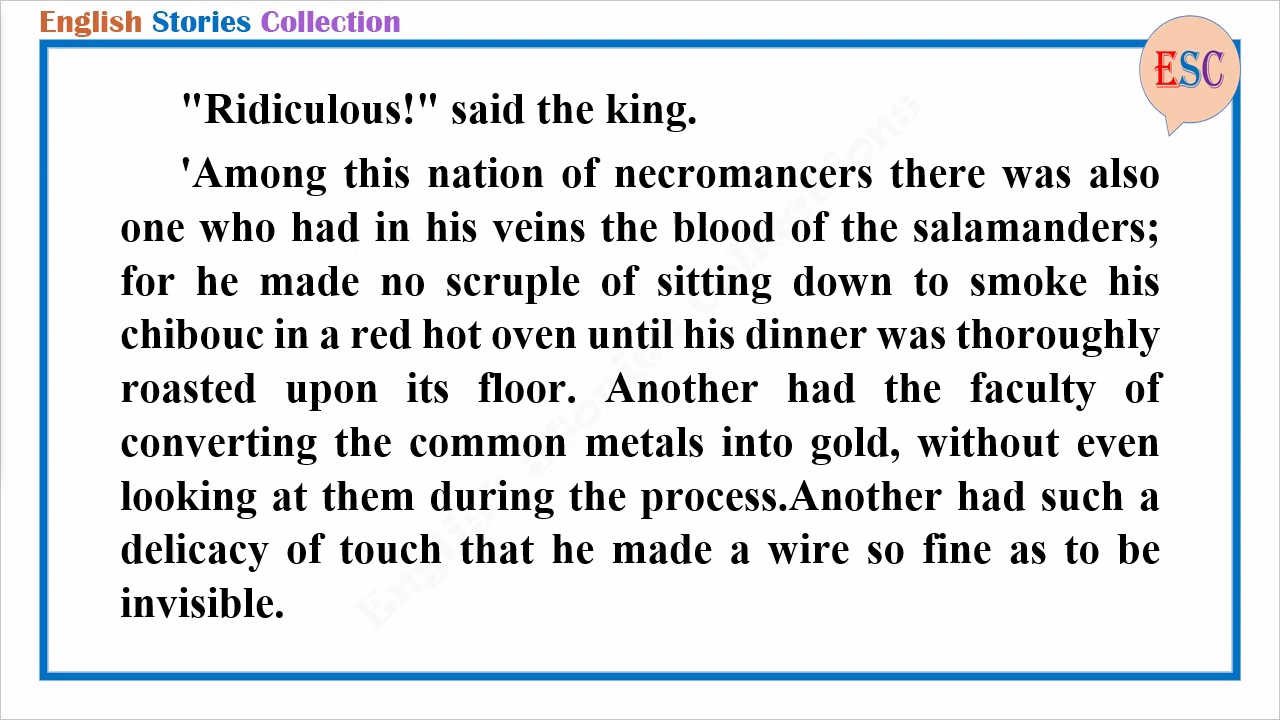 English Stories Collection
ESC
"Ridiculous!" said the king.
'Among this nation of necromancers there was also
one who had in his veins the blood of the salamanders;
for he made no scruple of sitting down to smoke his
chibouc in a red hot oven until his dinner was thoroughly
roasted upon its floor. Another had the faculty of
converting the common metals into gold, without even
looking at them during the process.Another had such a
delicacy of touch that he made a wire so fine as to be
invisible.
English Stories Collections